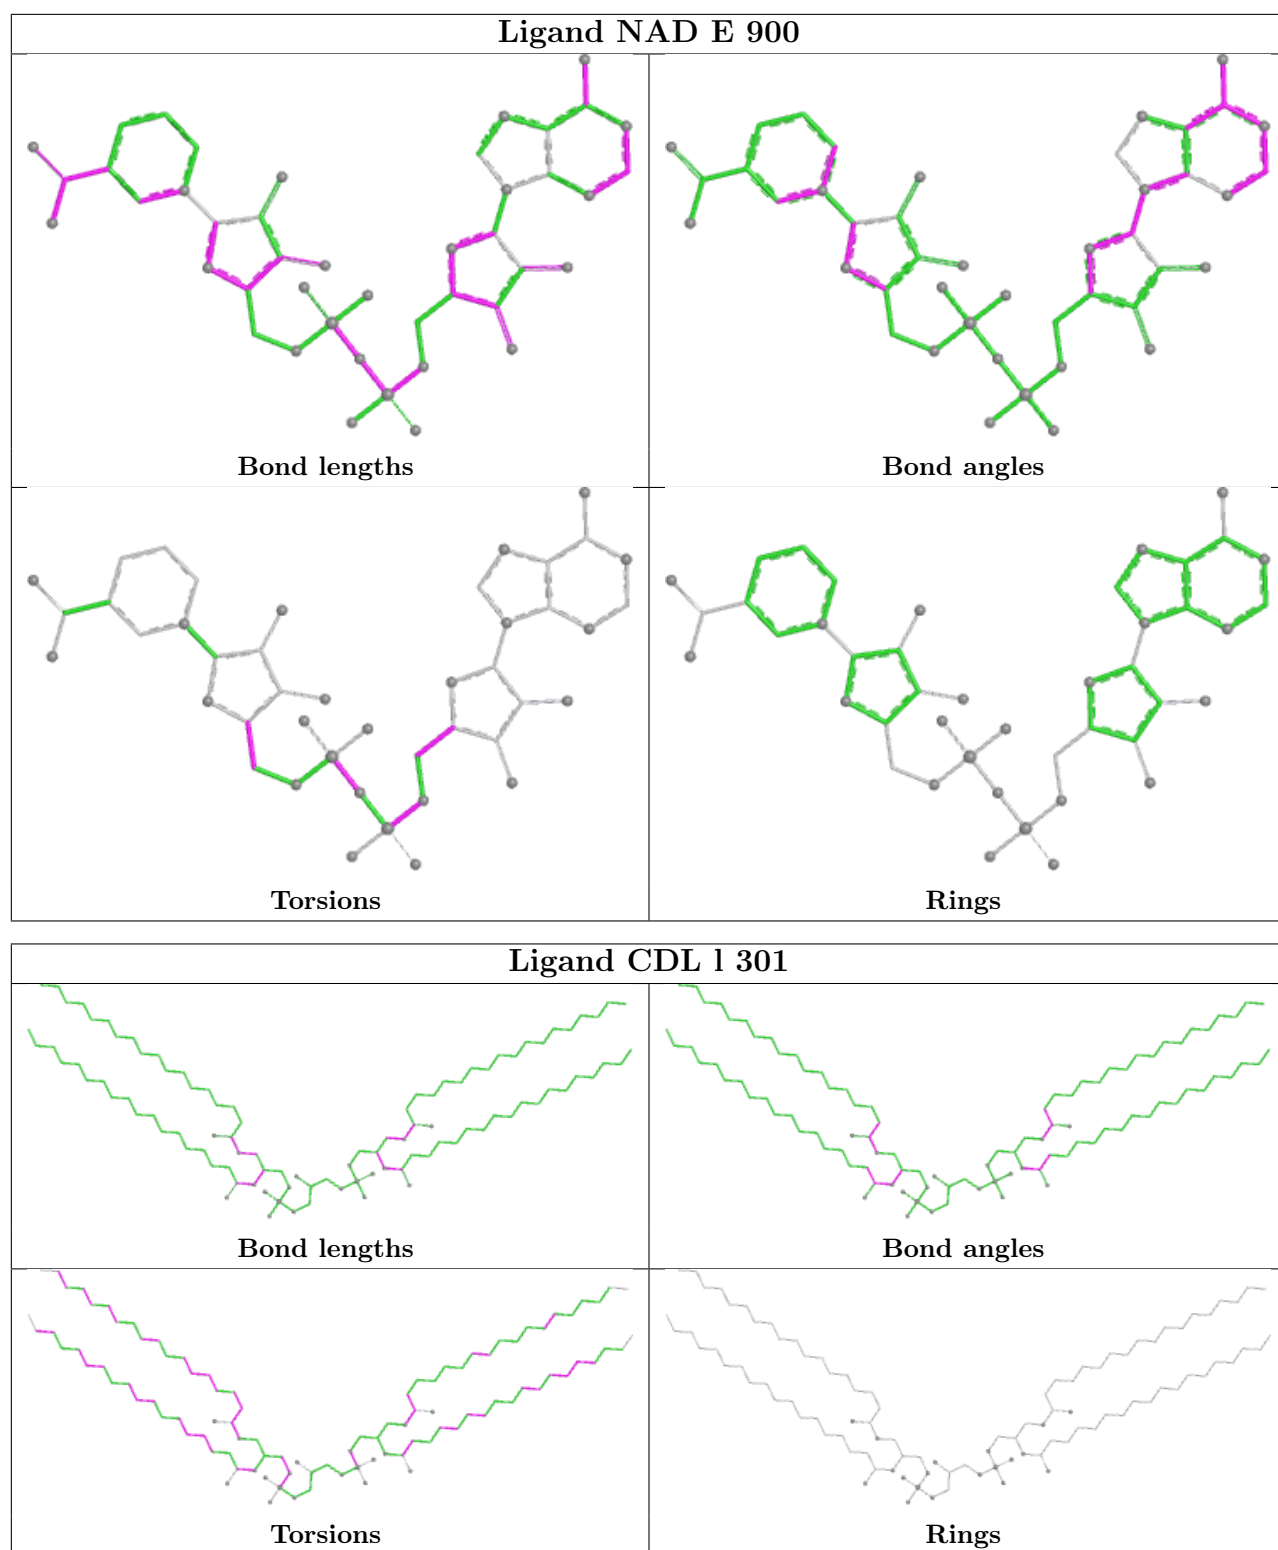 Ligand NAD E 900
Bond lengths
Bond angles
Torsions
Rings
Ligand CDL l 301
Bond lengths
Bond angles
Torsions
Rings